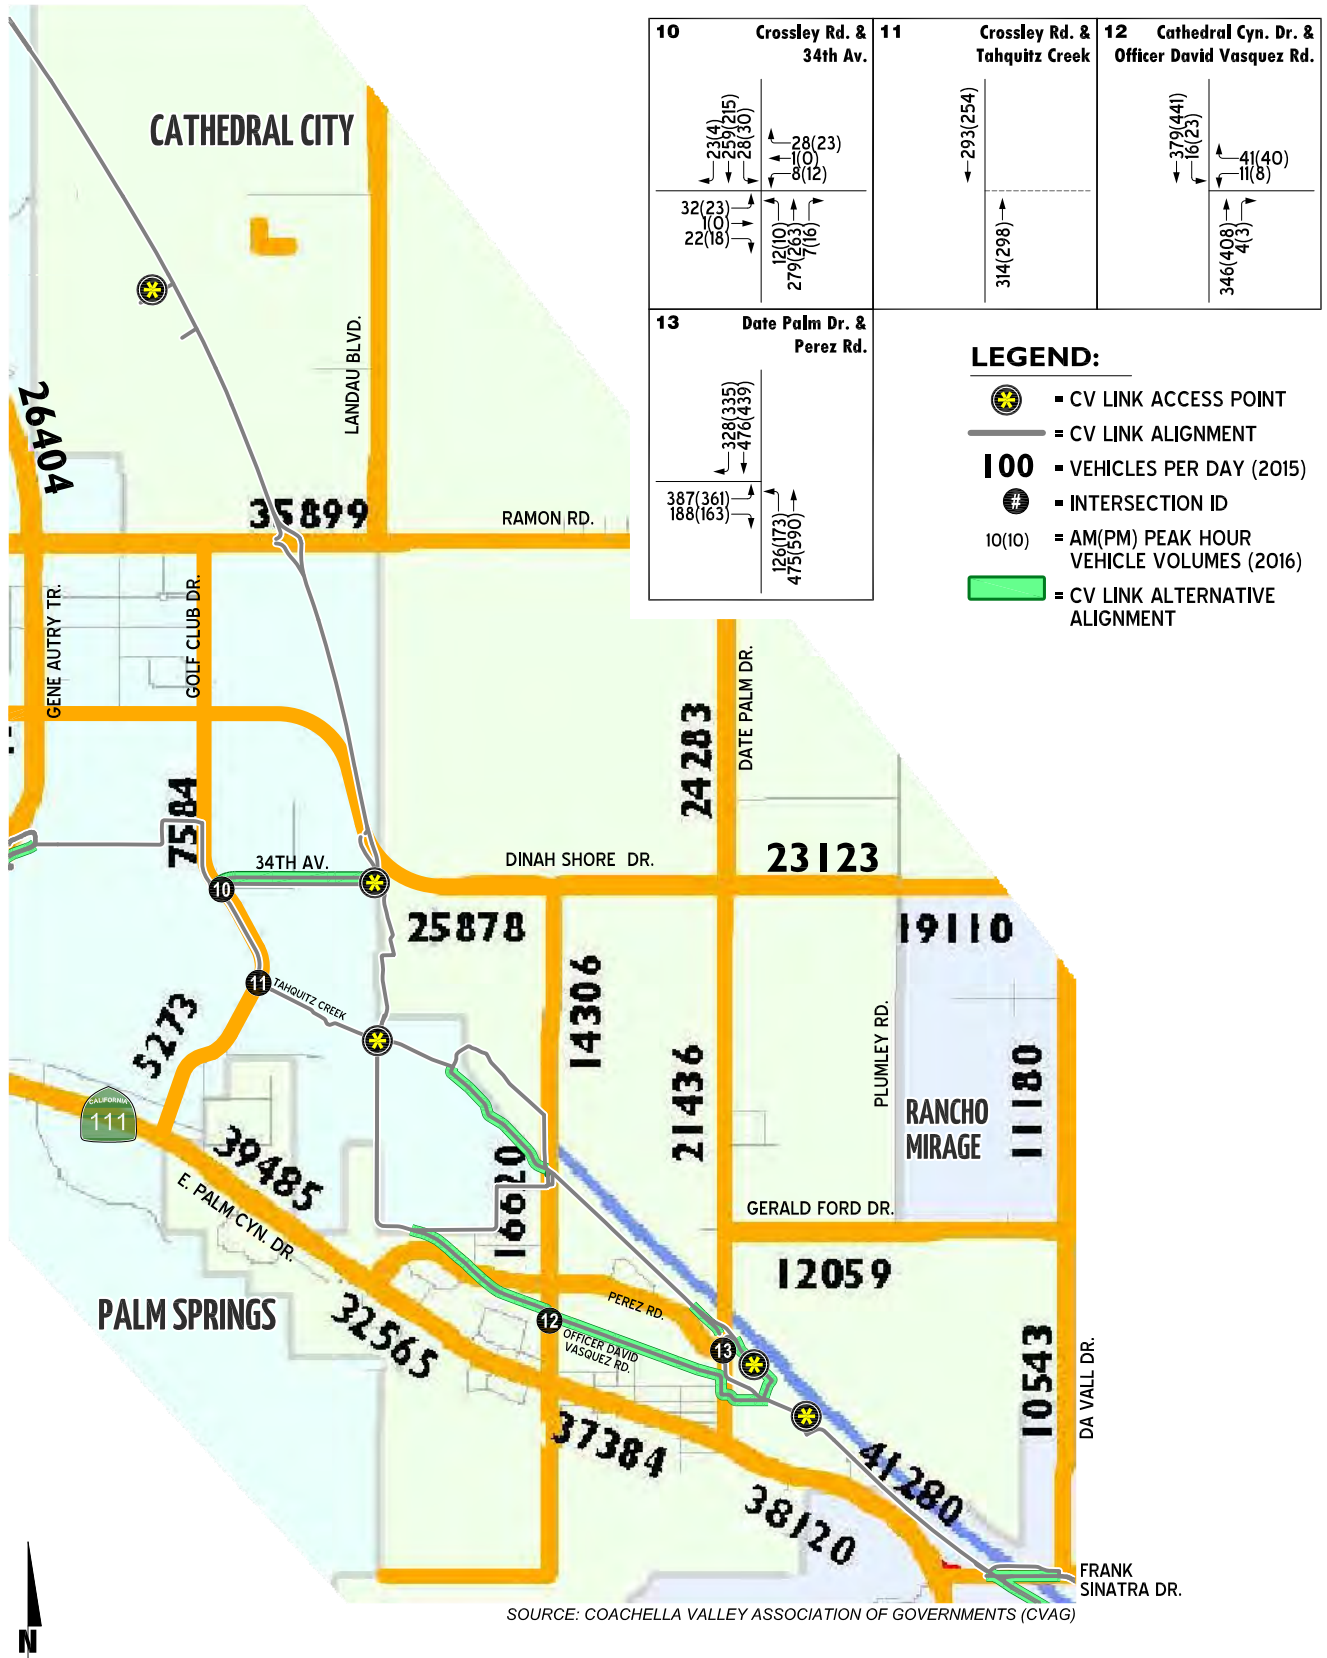 10 Crossley Rd. &
34th Av.
23(4)
259(215)
28(30)
28(23)
1(0)
8(12)
32(23)
1(0)
22(18)
12(10)
279(263)
7(16)
11 Crossley Rd. &
Tahquitz Creek
293(254)
314(298)
12 Cathedral Cyn. Dr. &
Officer David Vasquez Rd.
379(441)
16(23)
41(40)
11(8)
346(408)
4(3)
13 Date Palm Dr. &
Perez Rd.
328(335)
476(439)
387(361)
188(163)
126(173)
475(590)
LEGEND:
= CV LINK ACCESS POINT
= CV LINK ALIGNMENT
100 = VEHICLES PER DAY (2015)
# = INTERSECTION ID
10(10) = AM(PM) PEAK HOUR
VEHICLE VOLUMES (2016)
= CV LINK ALTERNATIVE
ALIGNMENT
CATHEDRAL CITY
LANDAU BLVD.
26404
35899
RAMON RD.
GENE AUTRY TR.
GOLF CLUB DR.
DATE PALM DR.
24283
7584
34TH AV.
10
DINAH SHORE DR.
23123
25878
19110
11
TAHQUITZ CREEK
14306
5273
PLUMLEY RD.
21436
11180
CALIFORNIA
111
RANCHO
MIRAGE
39485
16620
E. PALM CYN. DR.
GERALD FORD DR.
12059
PALM SPRINGS
32565
PEREZ RD.
12
OFFICER DAVID
VASQUEZ RD.
13
10543
DA VALL DR.
37384
41280
38120
FRANK
SINATRA DR.
N
SOURCE: COACHELLA VALLEY ASSOCIATION OF GOVERNMENTS (CVAG)